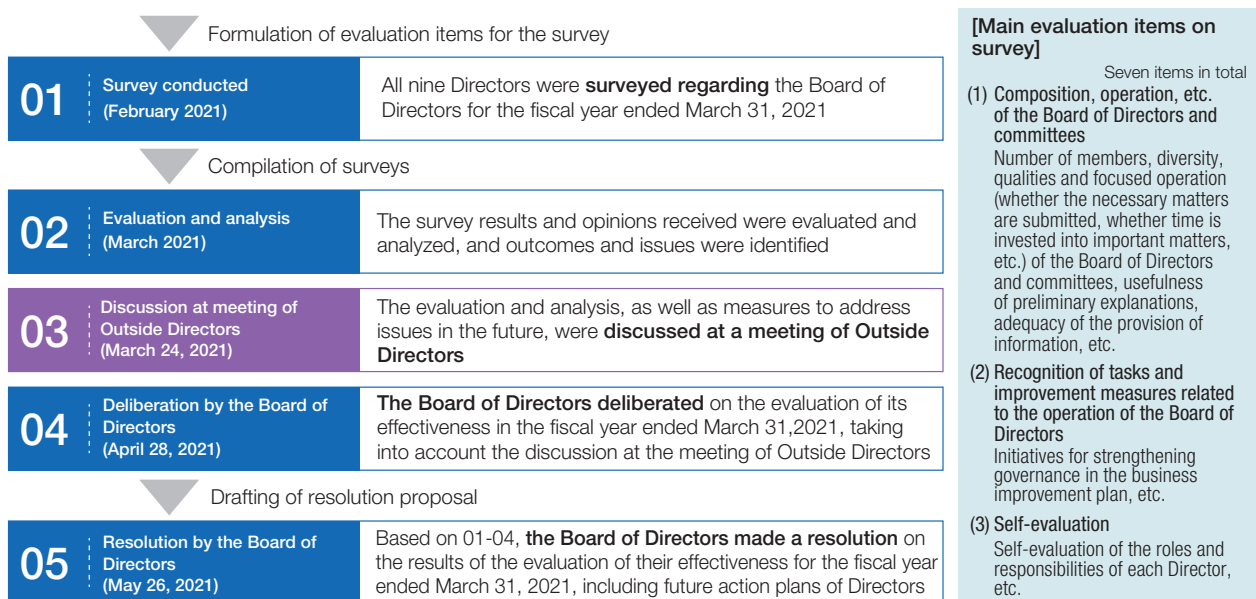 Formulation of evaluation items for the survey
01
Survey conducted
(February 2021)
All nine Directors were surveyed regarding the Board of
Directors for the fiscal year ended March 31, 2021
Compilation of surveys
02
Evaluation and analysis
(March 2021)
The survey results and opinions received were evaluated and
analyzed, and outcomes and issues were identified
03
Discussion at meeting of
Outside Directors
(March 24, 2021)
The evaluation and analysis, as well as measures to address
issues in the future, were discussed at a meeting of Outside
Directors
04
Deliberation by the Board of
Directors
(April 28, 2021)
The Board of Directors deliberated on the evaluation of its
effectiveness in the fiscal year ended March 31,2021, taking
into account the discussion at the meeting of Outside Directors
Drafting of resolution proposal
05
Resolution by the Board of
Directors
(May 26, 2021)
Based on 01-04, the Board of Directors made a resolution on
the results of the evaluation of their effectiveness for the fiscal year
ended March 31, 2021, including future action plans of Directors
[Main evaluation items on
survey]
Seven items in total
(1) Composition, operation, etc.
of the Board of Directors and
committees
Number of members, diversity,
qualities and focused operation
(whether the necessary matters
are submitted, whether time is
invested into important matters,
etc.) of the Board of Directors
and committees, usefulness
of preliminary explanations,
adequacy of the provision of
information, etc.
(2) Recognition of tasks and
improvement measures related
to the operation of the Board of
Directors
Initiatives for strengthening
governance in the business
improvement plan, etc.
(3) Self-evaluation
Self-evaluation of the roles and
responsibilities of each Director,
etc.